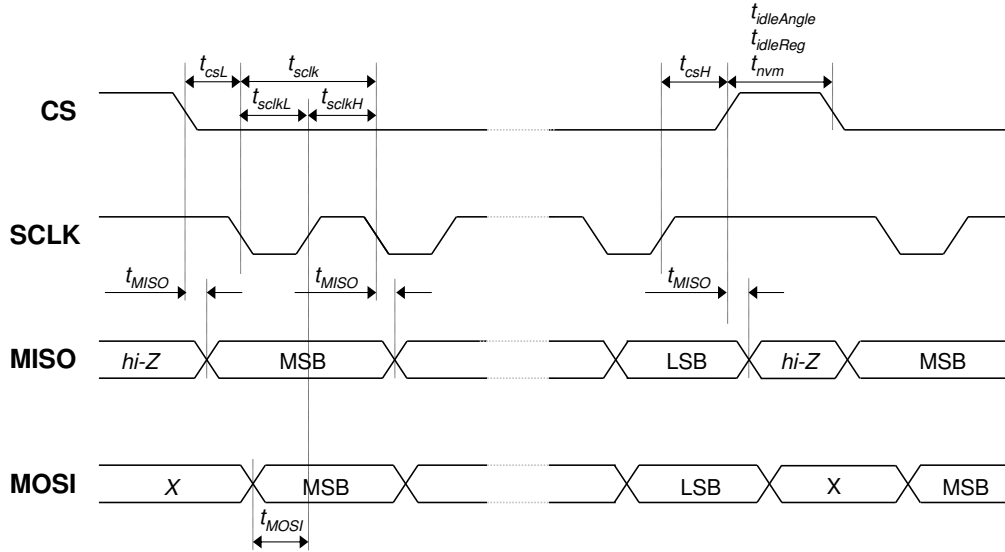 t_idleAngle
t_idleReg
t_csL t_sclk t_csH t_nvm
t_sclkL t_sclkH
CS
SCLK
t_MISO t_MISO t_MISO
MISO hi-Z MSB LSB hi-Z MSB
MOSI X MSB LSB X MSB
t_MOSI